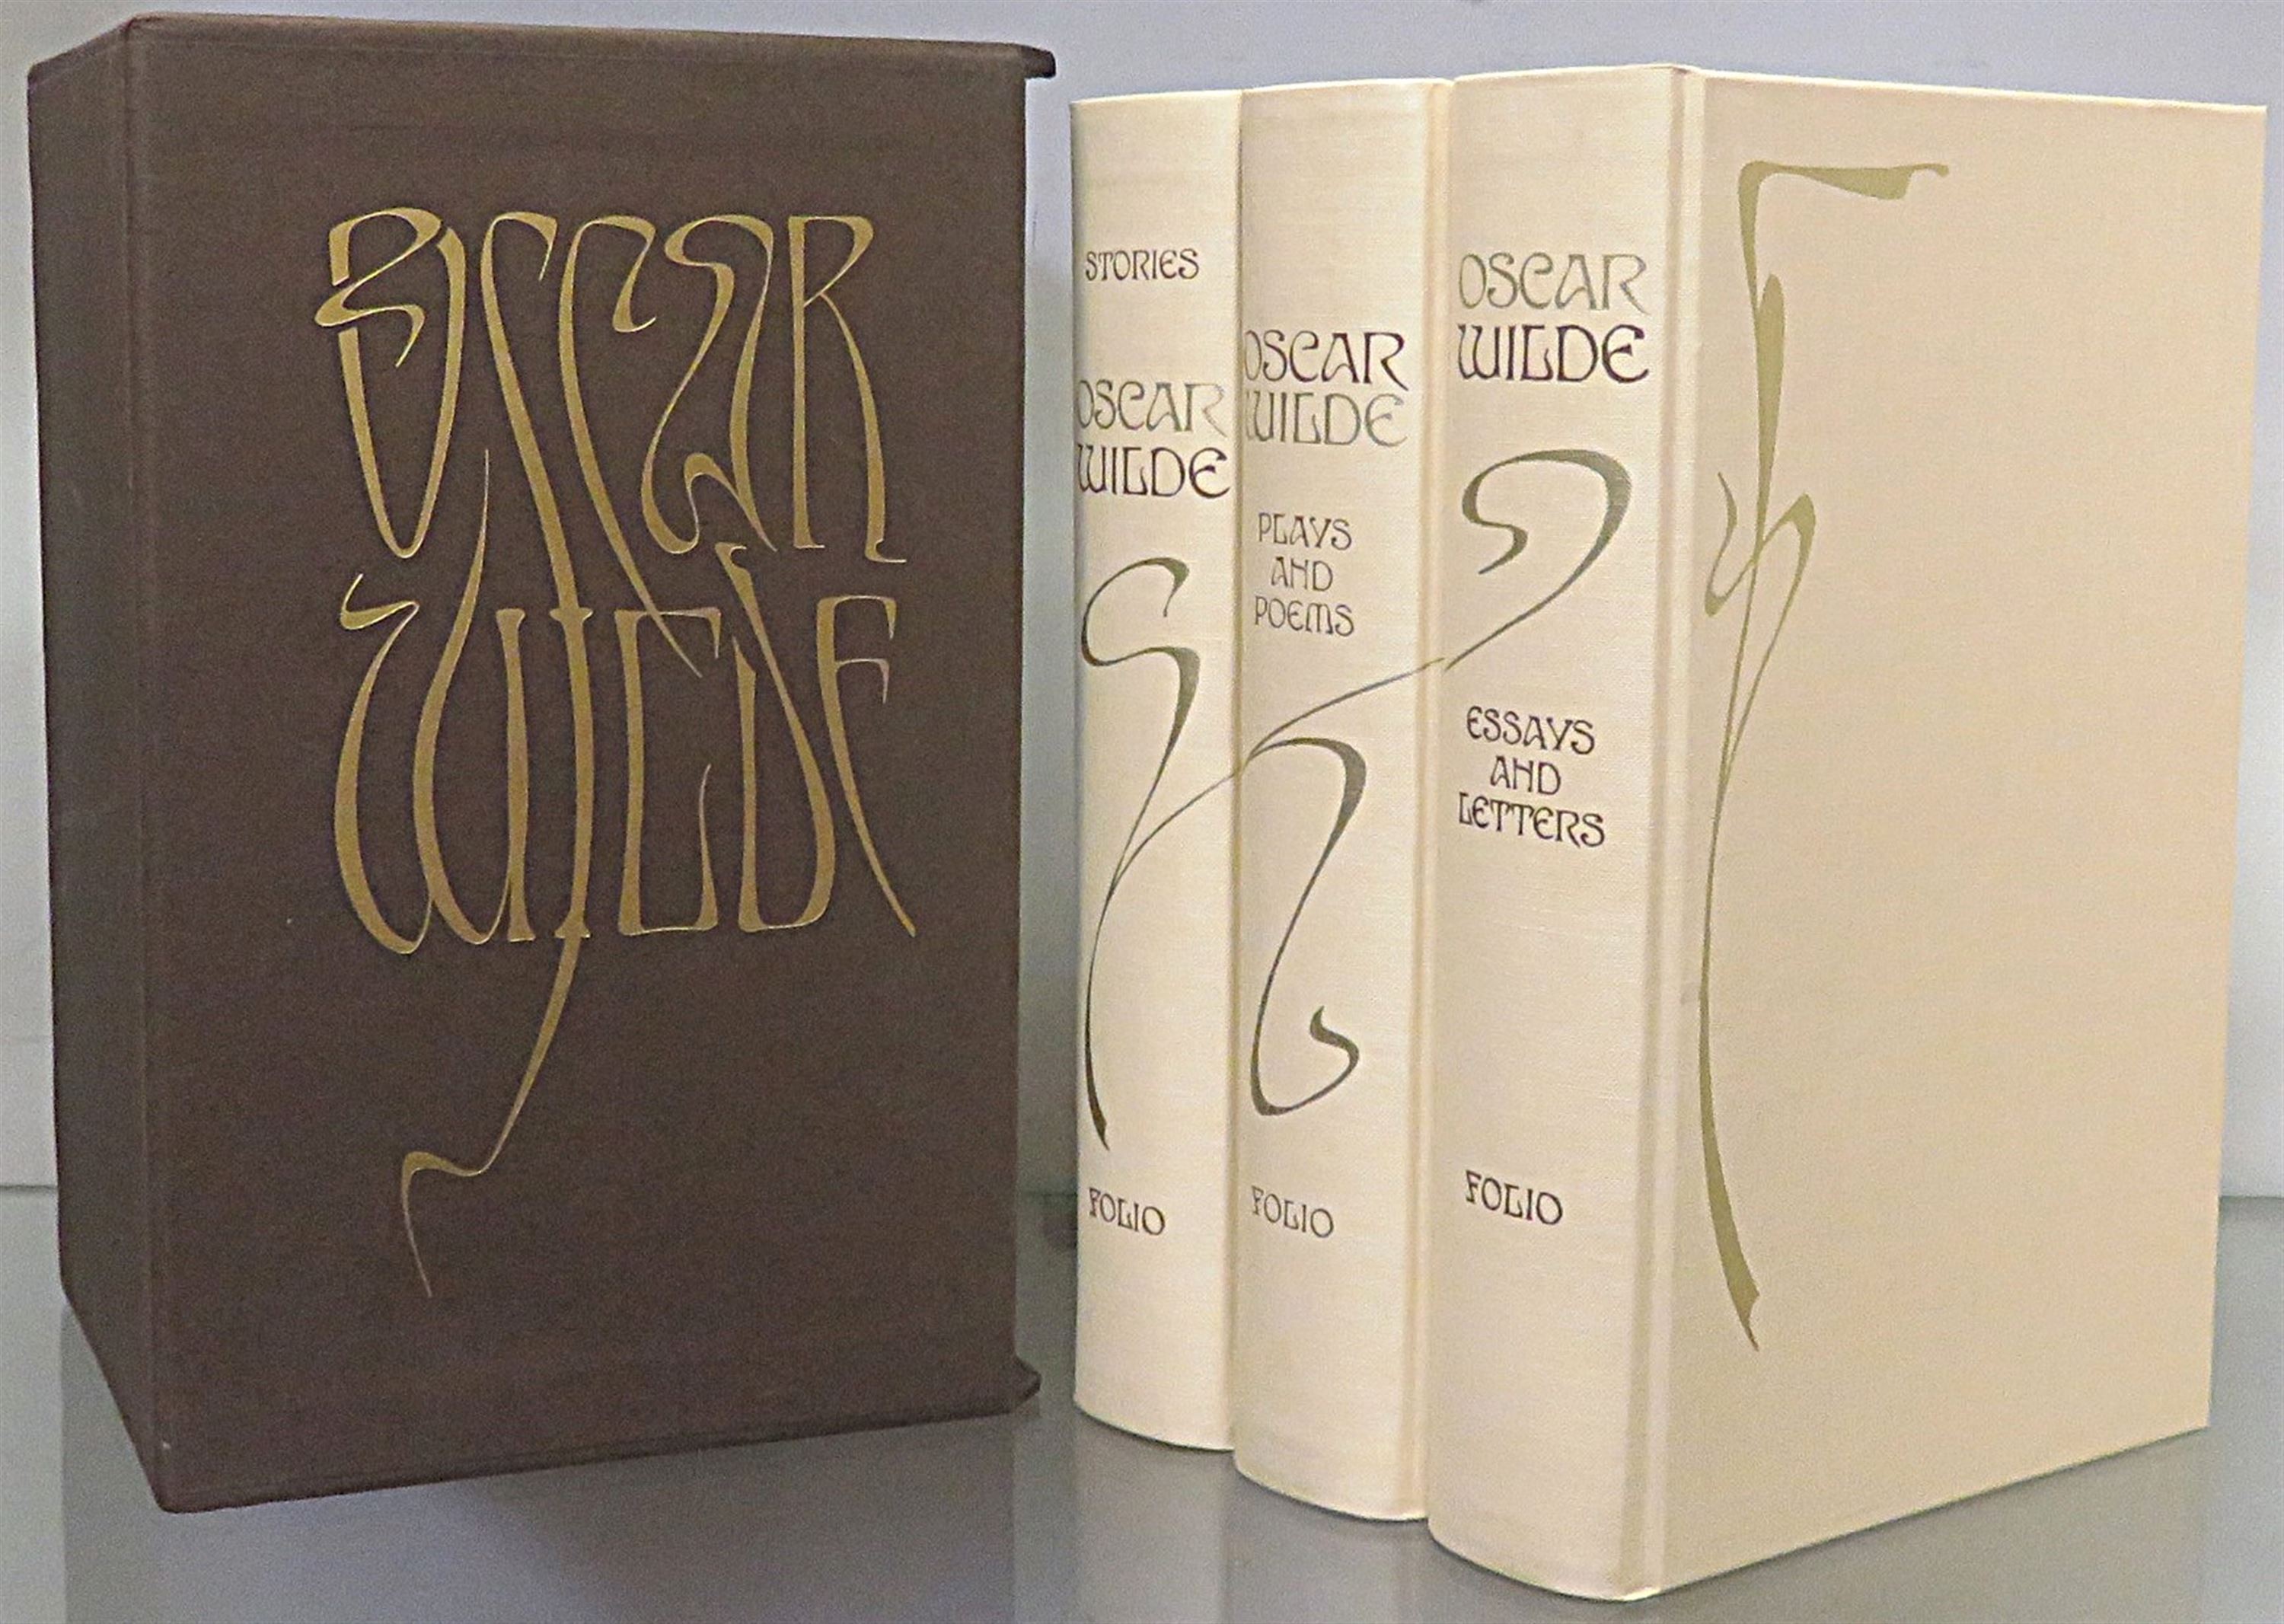 OSCAR
WILDE
STORIES
OSCAR
WILDE
FOLIO
OSCAR
WILDE
PLAYS
AND
POEMS
FOLIO
OSCAR
WILDE
ESSAYS
AND
LETTERS
FOLIO